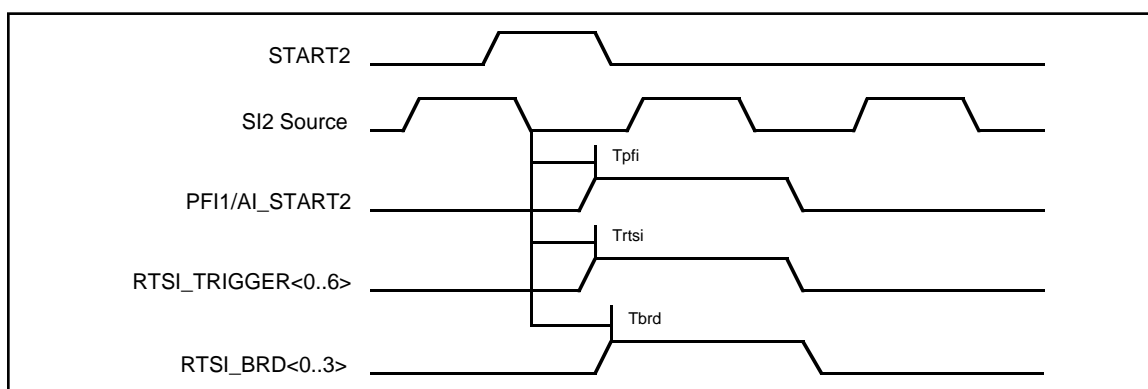 START2
SI2 Source
Tpfi
PFI1/AI_START2
Trtsi
RTSI_TRIGGER<0..6>
Tbrd
RTSI_BRD<0..3>